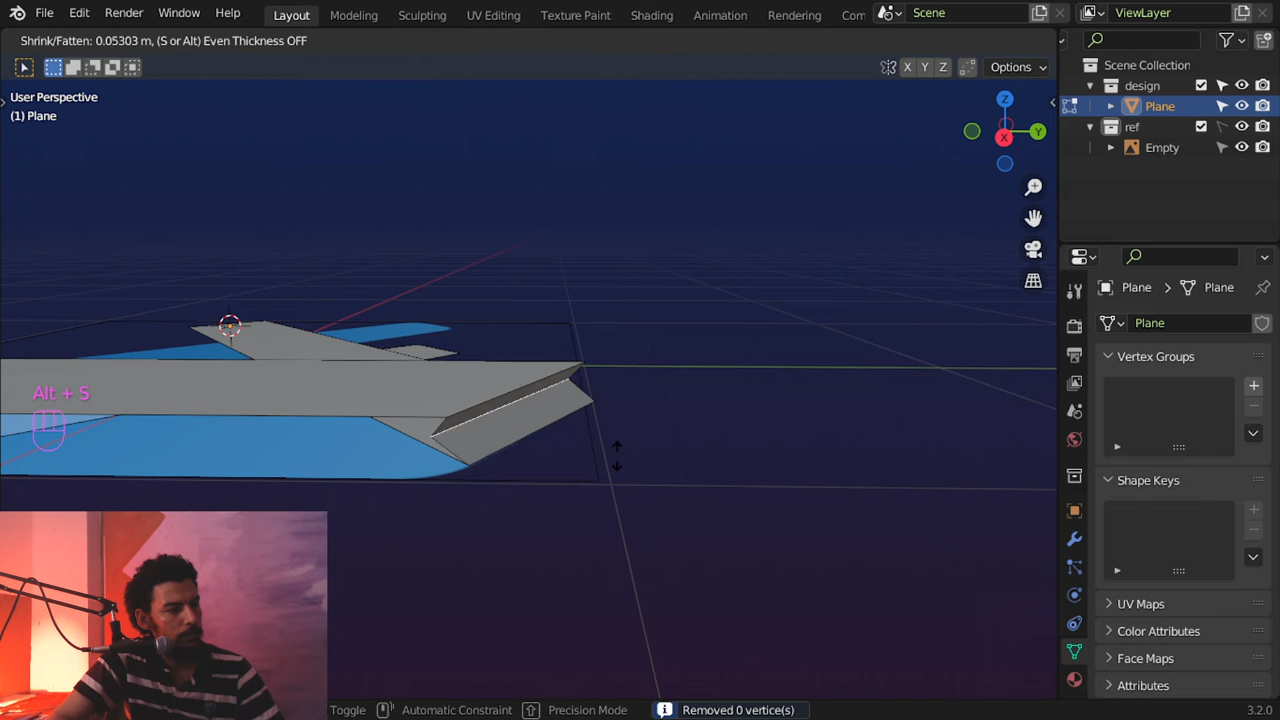 File Edit Render Window Help Layout Modeling Sculpting UV Editing Texture Paint Shading Animation Rendering Com Scene ViewLayer
Shrink/Fatten: 0.05303 m, (S or Alt) Even Thickness OFF
X Y Z Options
User Perspective
(1) Plane
Z
Y
X
Alt + S
Toggle Automatic Constraint Precision Mode Removed 0 vertice(s) 3.2.0
Scene Collection
design
Plane
ref
Empty
Plane > Plane
Plane
Vertex Groups
Shape Keys
UV Maps
Color Attributes
Face Maps
Attributes